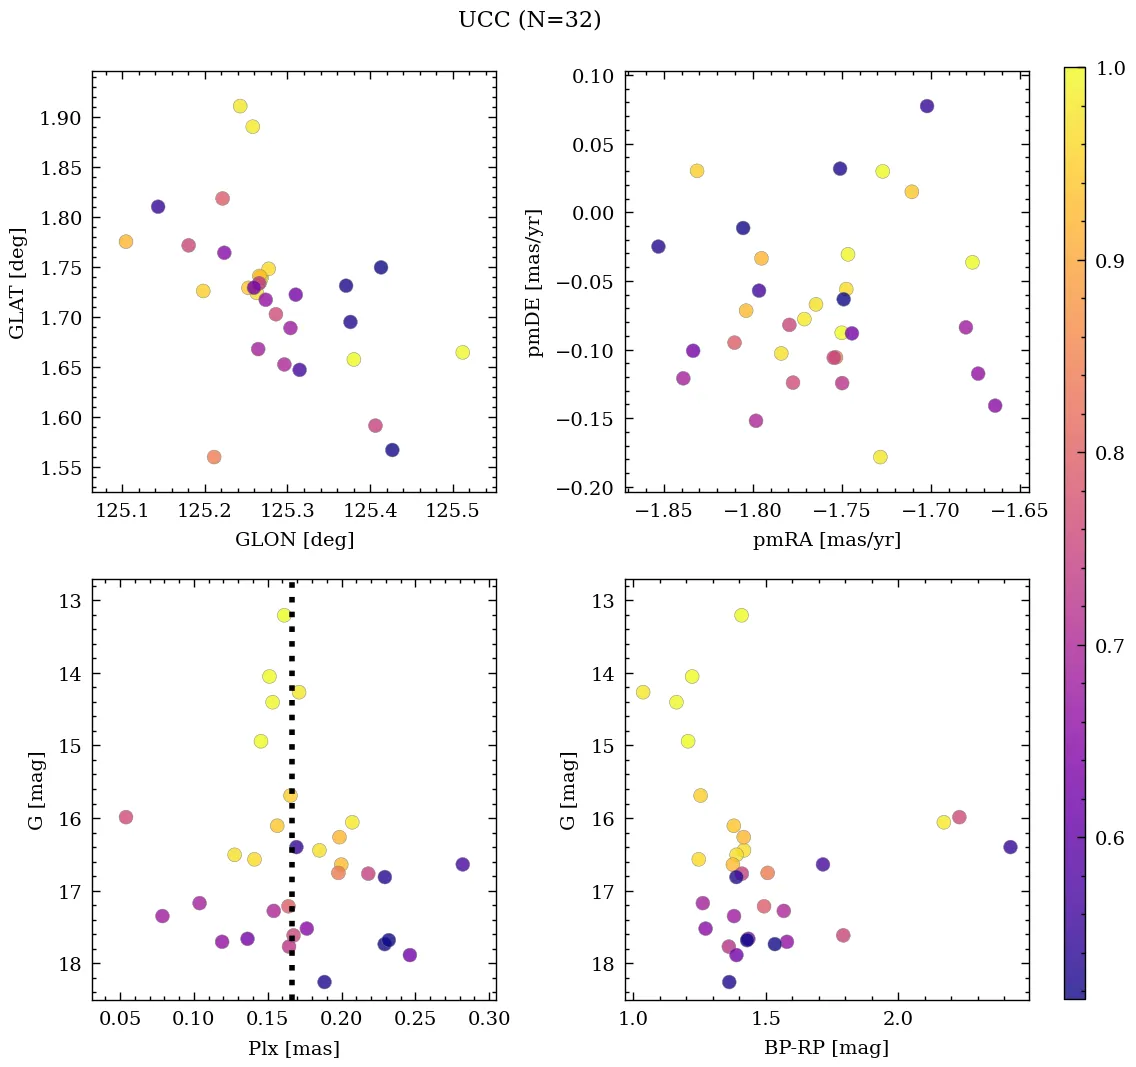 UCC (N=32)
1.90
1.85
1.80
1.75
1.70
1.65
1.60
1.55
GLAT [deg]
125.1 125.2 125.3 125.4 125.5
GLON [deg]
0.10
0.05
0.00
−0.05
−0.10
−0.15
−0.20
pmDE [mas/yr]
−1.85 −1.80 −1.75 −1.70 −1.65
pmRA [mas/yr]
13
14
15
16
17
18
G [mag]
0.05 0.10 0.15 0.20 0.25 0.30
Plx [mas]
13
14
15
16
17
18
G [mag]
1.0 1.5 2.0
BP-RP [mag]
1.0
0.9
0.8
0.7
0.6